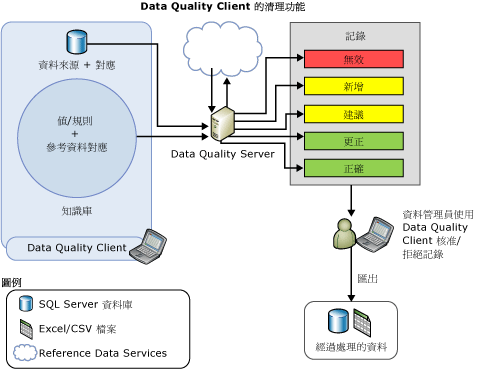 Data Quality Client 的清理功能
資料來源 + 對應
值/規則
+
參考資料對應
知識庫
Data Quality Client
Data Quality Server
記錄
無效
新增
建議
更正
正確
資料管理員使用
Data Quality
Client 核准/
拒絕記錄
匯出
經過處理的資料
圖例
SQL Server 資料庫
Excel/CSV 檔案
Reference Data Services